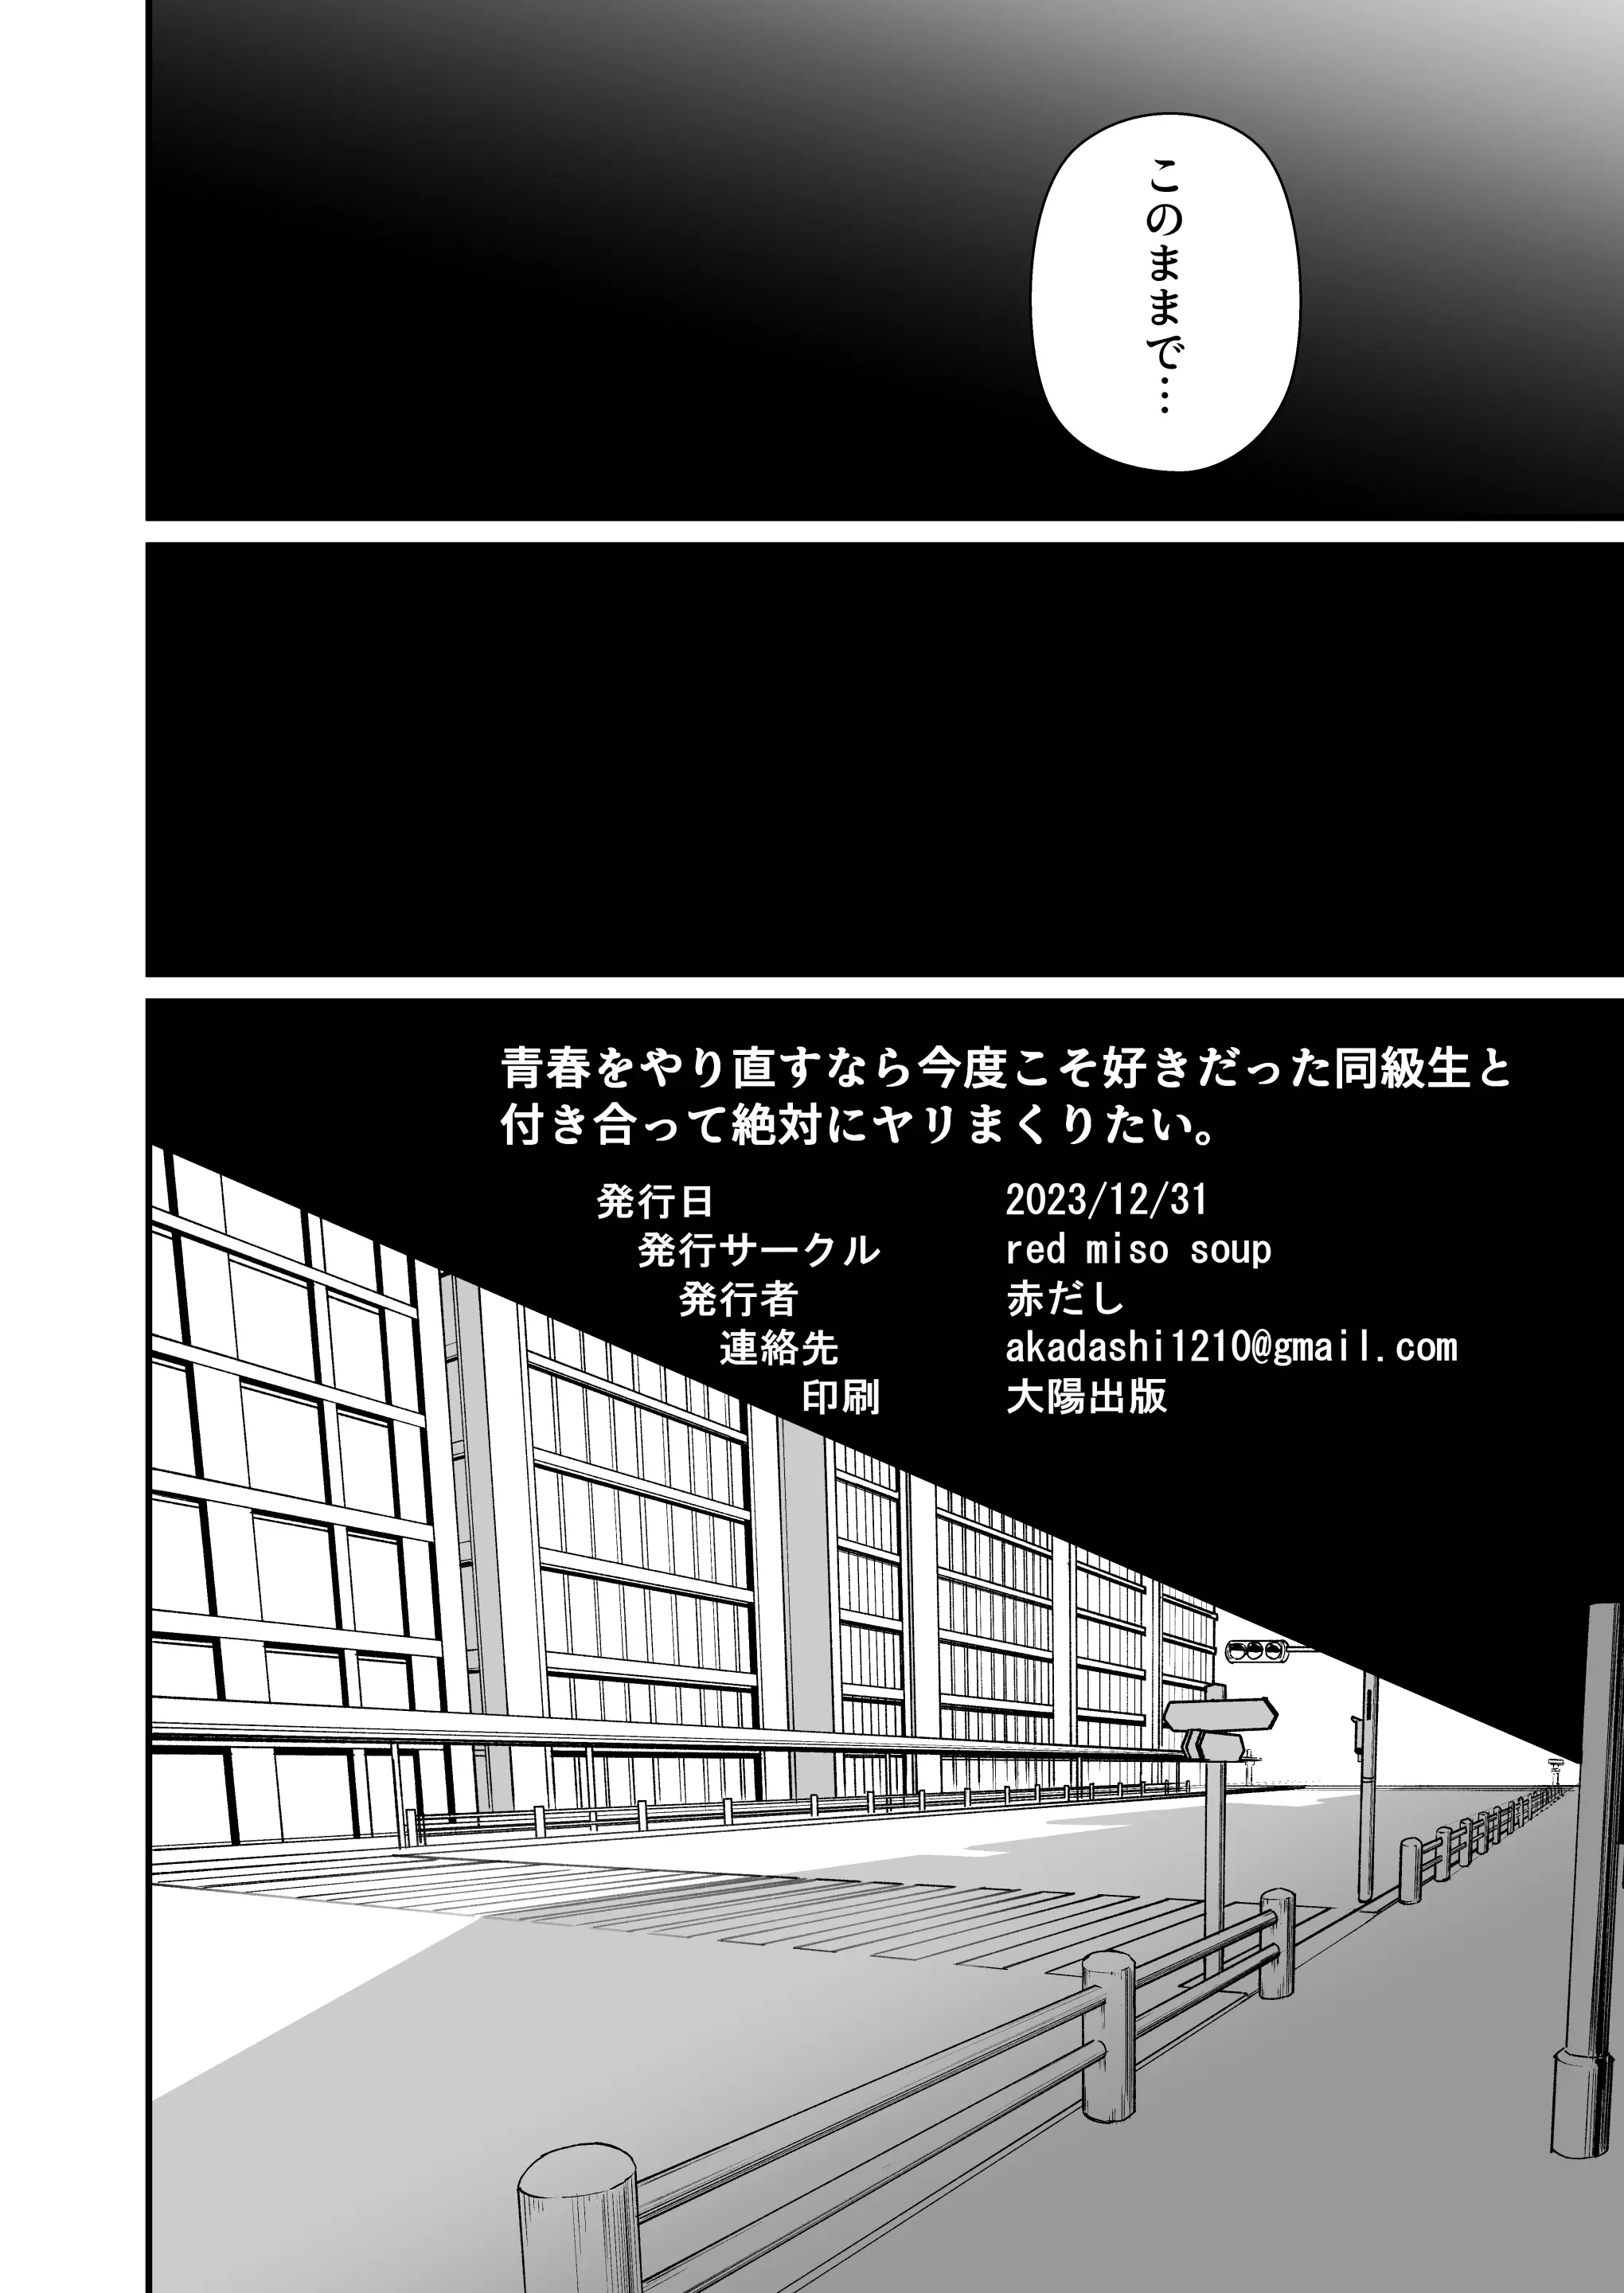 このままで…
青春をやり直すなら今度こそ好きだった同級生と
付き合って絶対にヤリまくりたい。
発行日 2023/12/31
発行サークル red miso soup
発行者 赤だし
連絡先 akadashi1210@gmail.com
印刷 大陽出版